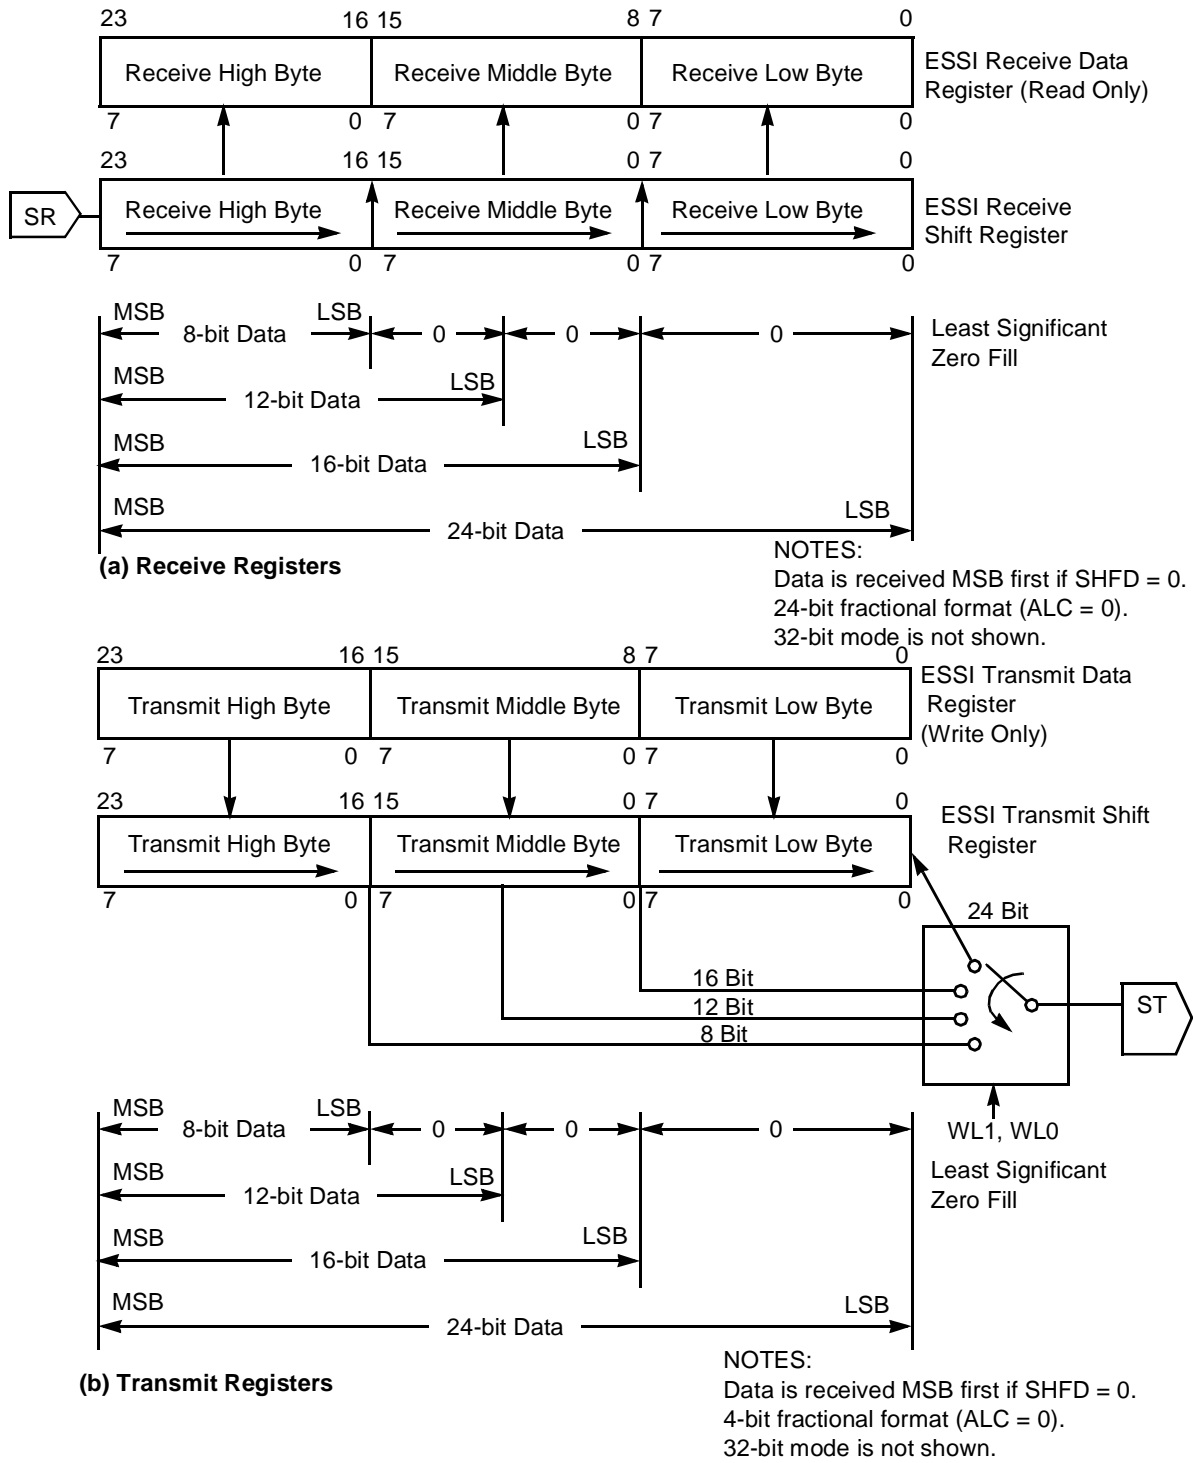 23 16 15 8 7 0
Receive High Byte Receive Middle Byte Receive Low Byte
ESSI Receive Data
Register (Read Only)
7 0 7 0 7 0
23 16 15 0 7 0
SR
Receive High Byte Receive Middle Byte Receive Low Byte
ESSI Receive
Shift Register
7 0 7 0 7 0
MSB LSB
8-bit Data 0 0 0
Least Significant
Zero Fill
MSB LSB
12-bit Data
MSB LSB
16-bit Data
MSB LSB
24-bit Data
(a) Receive Registers
NOTES:
Data is received MSB first if SHFD = 0.
24-bit fractional format (ALC = 0).
32-bit mode is not shown.
23 16 15 8 7 0
Transmit High Byte Transmit Middle Byte Transmit Low Byte
ESSI Transmit Data
Register
(Write Only)
7 0 7 0 7 0
23 16 15 0 7 0
Transmit High Byte Transmit Middle Byte Transmit Low Byte
ESSI Transmit Shift
Register
7 0 7 0 7 0
24 Bit
16 Bit
12 Bit
8 Bit
ST
WL1, WL0
MSB LSB
8-bit Data 0 0 0
Least Significant
Zero Fill
MSB LSB
12-bit Data
MSB LSB
16-bit Data
MSB LSB
24-bit Data
(b) Transmit Registers
NOTES:
Data is received MSB first if SHFD = 0.
4-bit fractional format (ALC = 0).
32-bit mode is not shown.